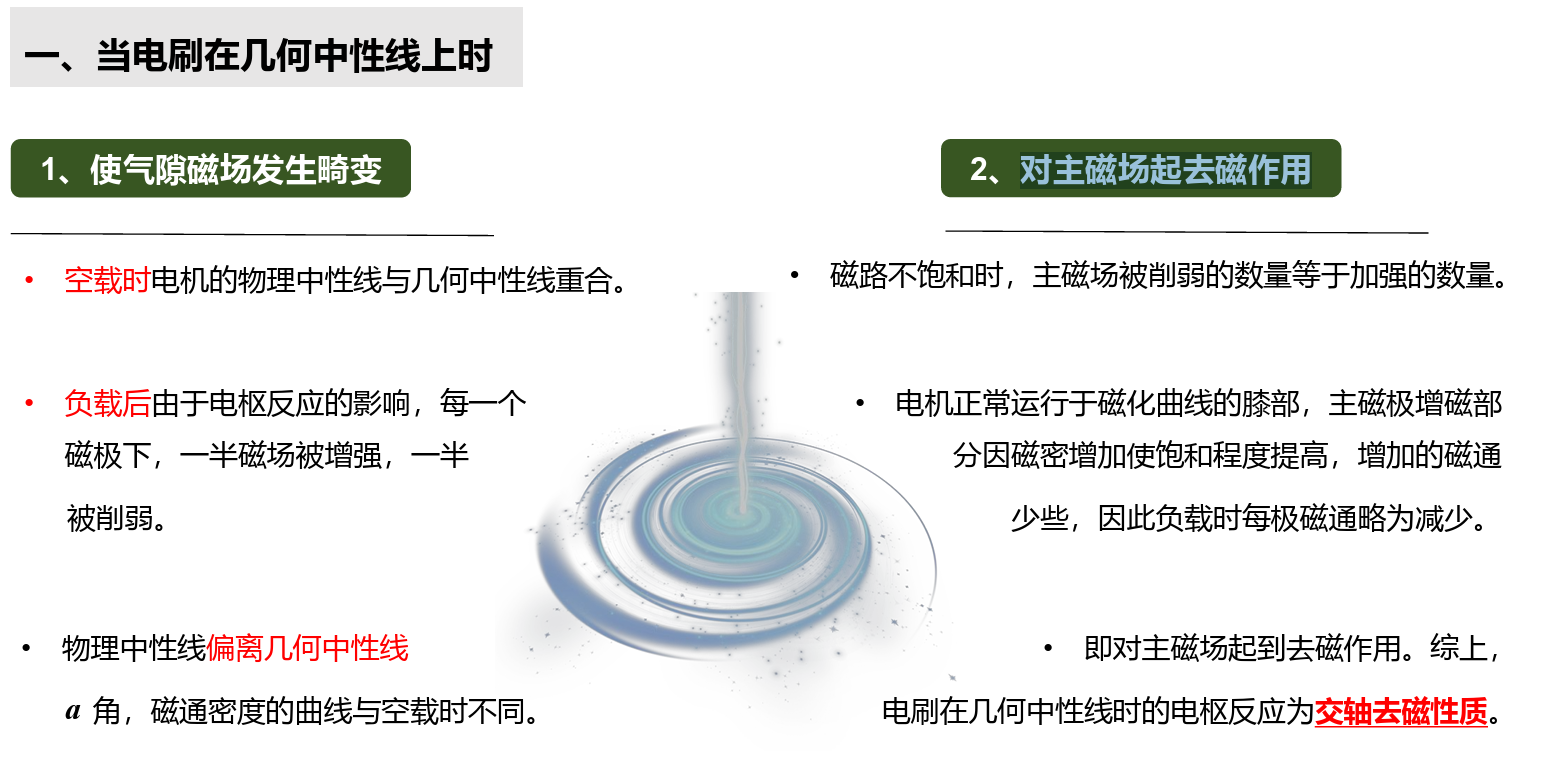 一、当电刷在几何中性线上时
1、使气隙磁场发生畸变
• 空载时电机的物理中性线与几何中性线重合。
• 负载后由于电枢反应的影响，每一个
磁极下，一半磁场被增强，一半
被削弱。
• 物理中性线偏离几何中性线
a 角，磁通密度的曲线与空载时不同。
2、对主磁场起去磁作用
• 磁路不饱和时，主磁场被削弱的数量等于加强的数量。
• 电机正常运行于磁化曲线的膝部，主磁极增磁部
分因磁密增加使饱和程度提高，增加的磁通
少些，因此负载时每极磁通略为减少。
• 即对主磁场起到去磁作用。综上，
电刷在几何中性线时的电枢反应为交轴去磁性质。